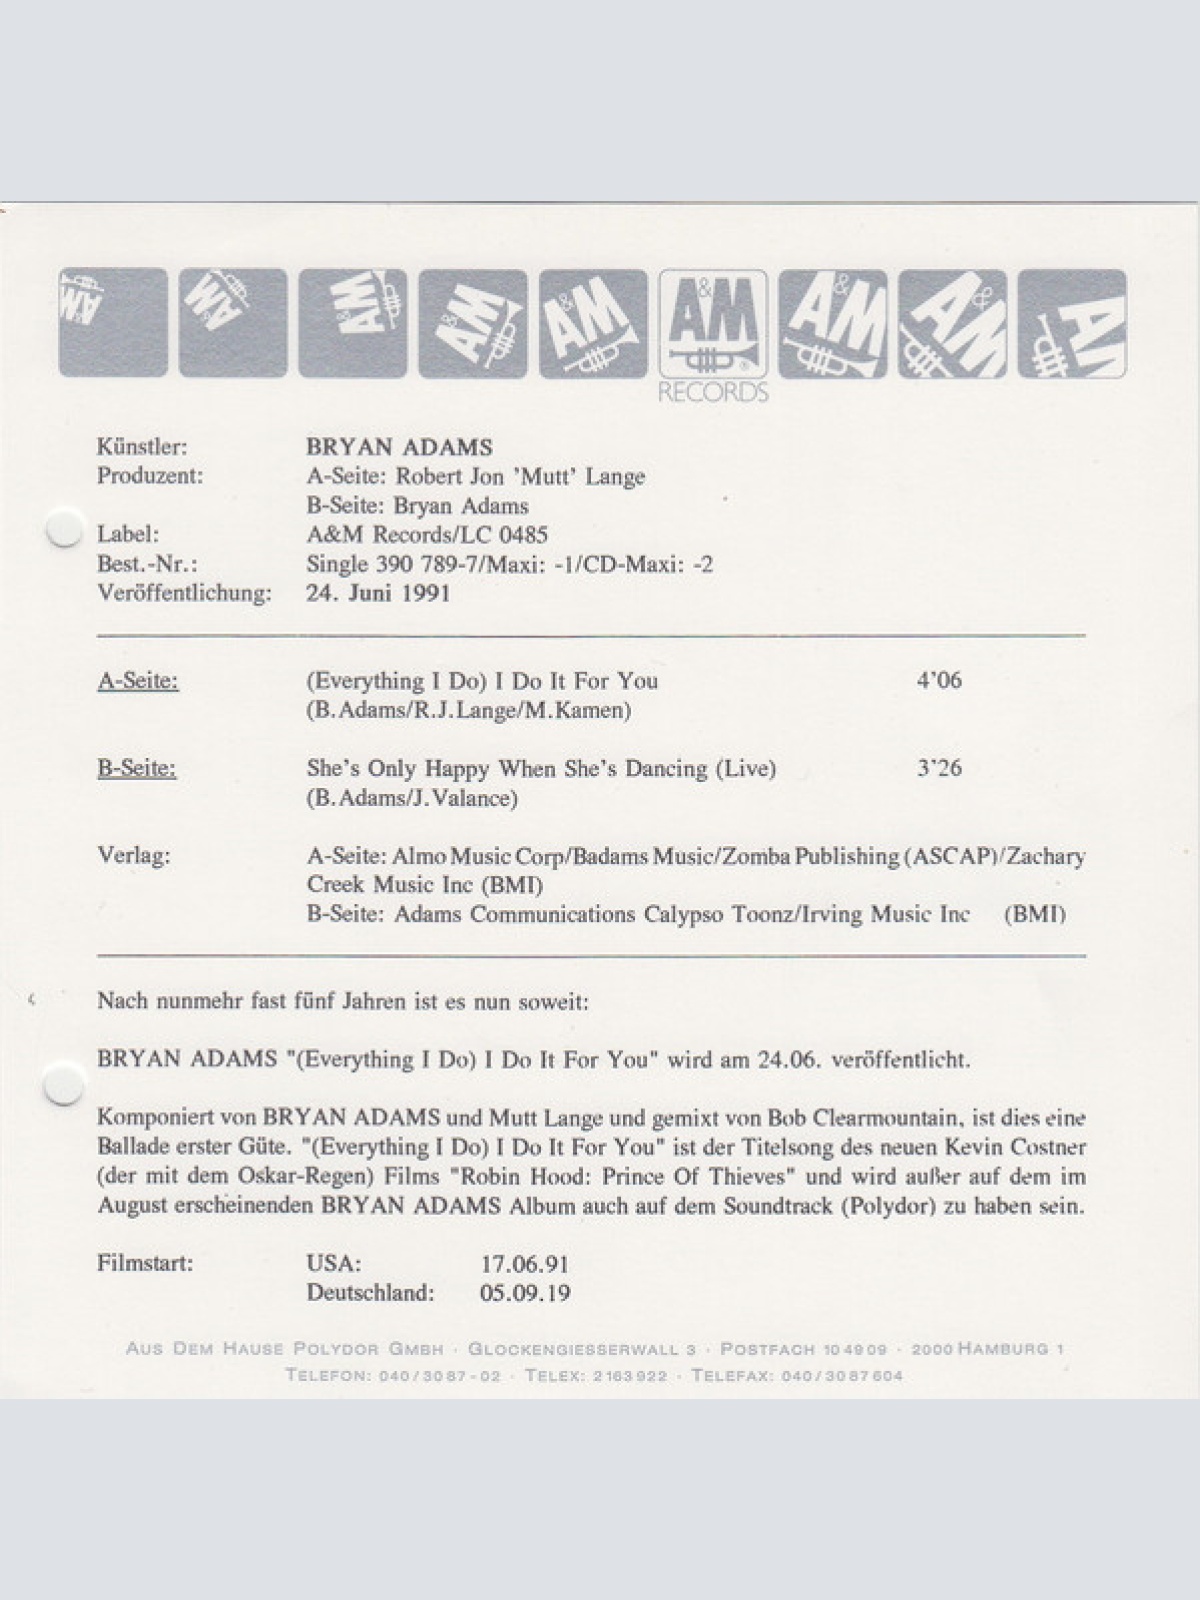 A&M A&M A&M A&M A&M A&M A&M A&M AM
RECORDS
Künstler: BRYAN ADAMS
Produzent: A-Seite: Robert Jon 'Mutt' Lange
B-Seite: Bryan Adams
Label: A&M Records/LC 0485
Best.-Nr.: Single 390 789-7/Maxi: -1/CD-Maxi: -2
Veröffentlichung: 24. Juni 1991
A-Seite: (Everything I Do) I Do It For You 4'06
(B.Adams/R.J.Lange/M.Kamen)
B-Seite: She's Only Happy When She's Dancing (Live) 3'26
(B.Adams/J.Valance)
Verlag: A-Seite: Almo Music Corp/Badams Music/Zomba Publishing (ASCAP)/Zachary
Creek Music Inc (BMI)
B-Seite: Adams Communications Calypso Toonz/Irving Music Inc (BMI)
Nach nunmehr fast fünf Jahren ist es nun soweit:
BRYAN ADAMS "(Everything I Do) I Do It For You" wird am 24.06. veröffentlicht.
Komponiert von BRYAN ADAMS und Mutt Lange und gemixt von Bob Clearmountain, ist dies eine
Ballade erster Güte. "(Everything I Do) I Do It For You" ist der Titelsong des neuen Kevin Costner
(der mit dem Oskar-Regen) Films "Robin Hood: Prince Of Thieves" und wird außer auf dem im
August erscheinenden BRYAN ADAMS Album auch auf dem Soundtrack (Polydor) zu haben sein.
Filmstart: USA: 17.06.91
Deutschland: 05.09.19
AUS DEM HAUSE POLYDOR GMBH · GLOCKENGIESSERWALL 3 · POSTFACH 10 49 09 · 2000 HAMBURG 1
TELEFON: 040/30 87-02 · TELEX: 2163 922 · TELEFAX: 040/30 87 604